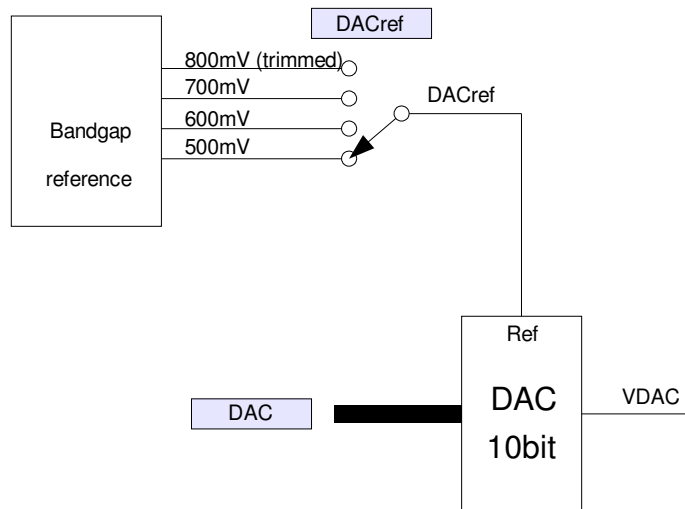 DACref
800mV (trimmed)
700mV
DACref
600mV
Bandgap
reference
500mV
Ref
DAC
10bit
DAC
VDAC